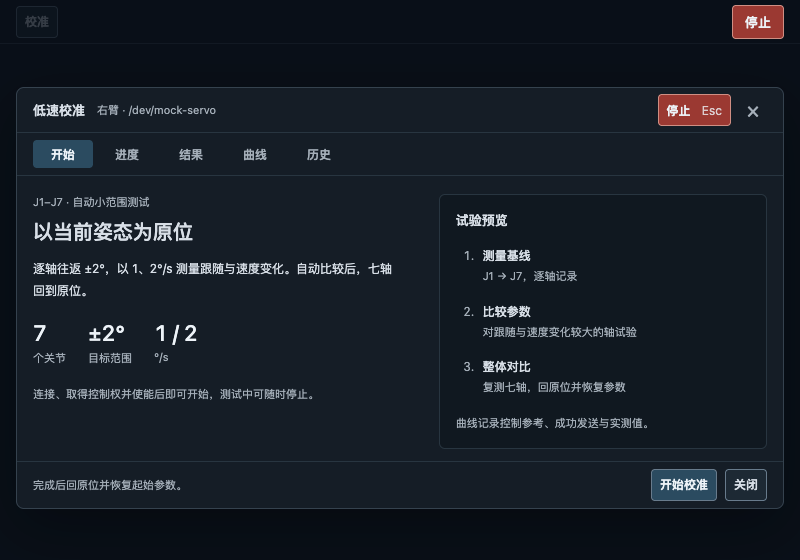 校准
停止
低速校准 右臂 · /dev/mock-servo
停止 Esc
开始 进度 结果 曲线 历史
J1–J7 · 自动小范围测试
以当前姿态为原位
逐轴往返 ±2°，以 1、2°/s 测量跟随与速度变化。自动比较后，七轴
回到原位。
7 ±2° 1 / 2
个关节 目标范围 °/s
连接、取得控制权并使能后即可开始，测试中可随时停止。
试验预览
1. 测量基线
J1 → J7，逐轴记录
2. 比较参数
对跟随与速度变化较大的轴试验
3. 整体对比
复测七轴，回原位并恢复参数
曲线记录控制参考、成功发送与实测值。
完成后回原位并恢复起始参数。
开始校准 关闭